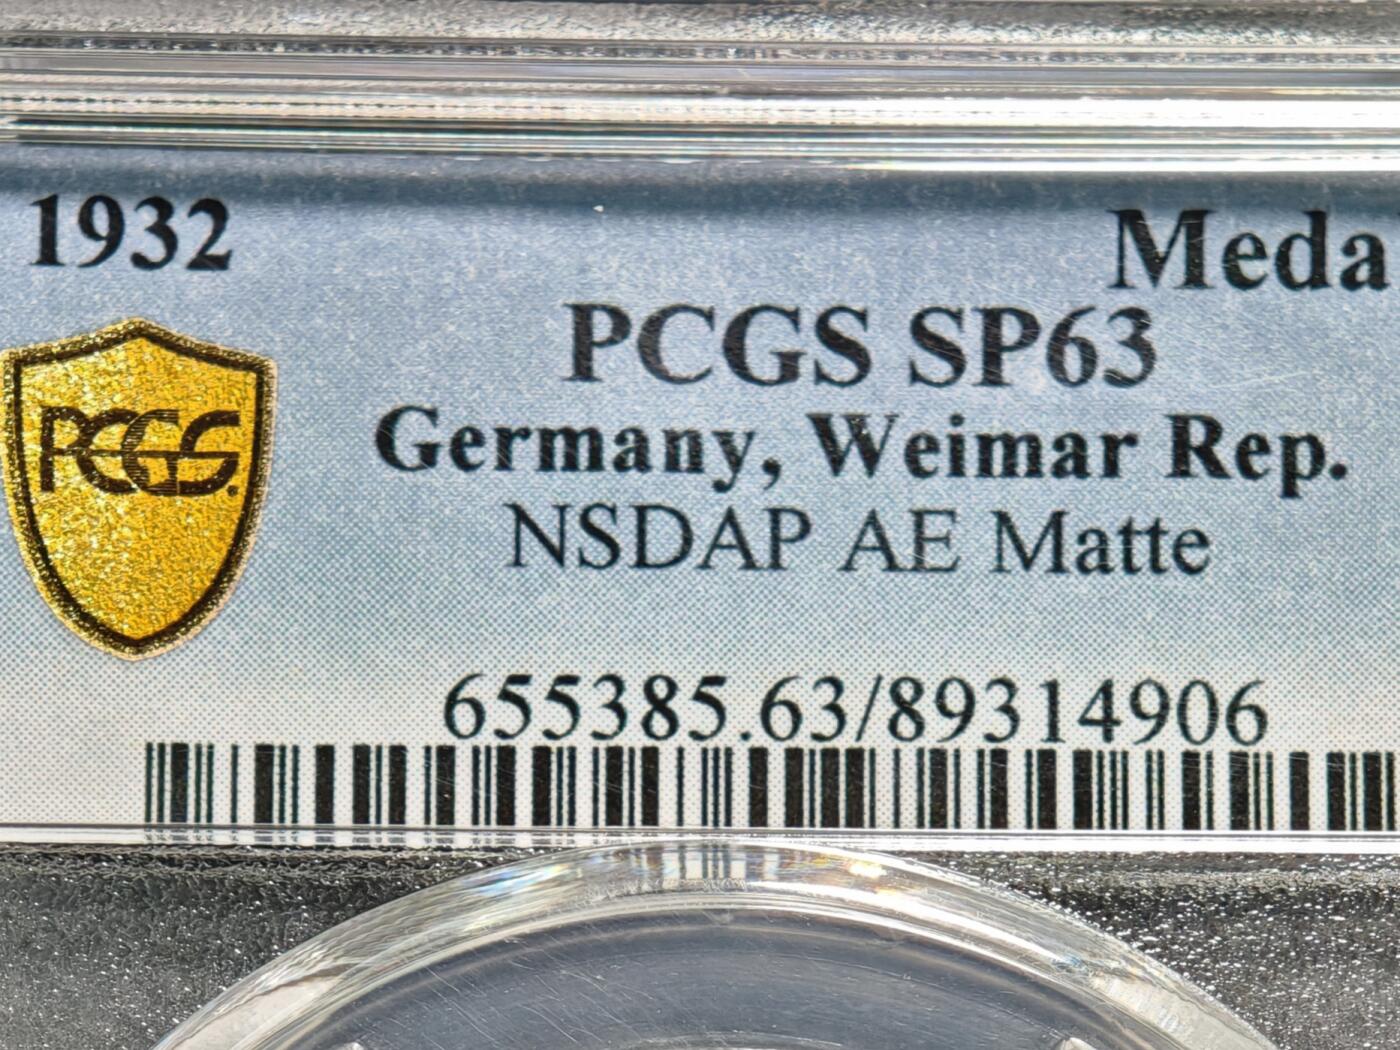 1932 Meda
PCGS SP63
PCGS Germany, Weimar Rep.
NSDAP AE Matte
655385.63/89314906